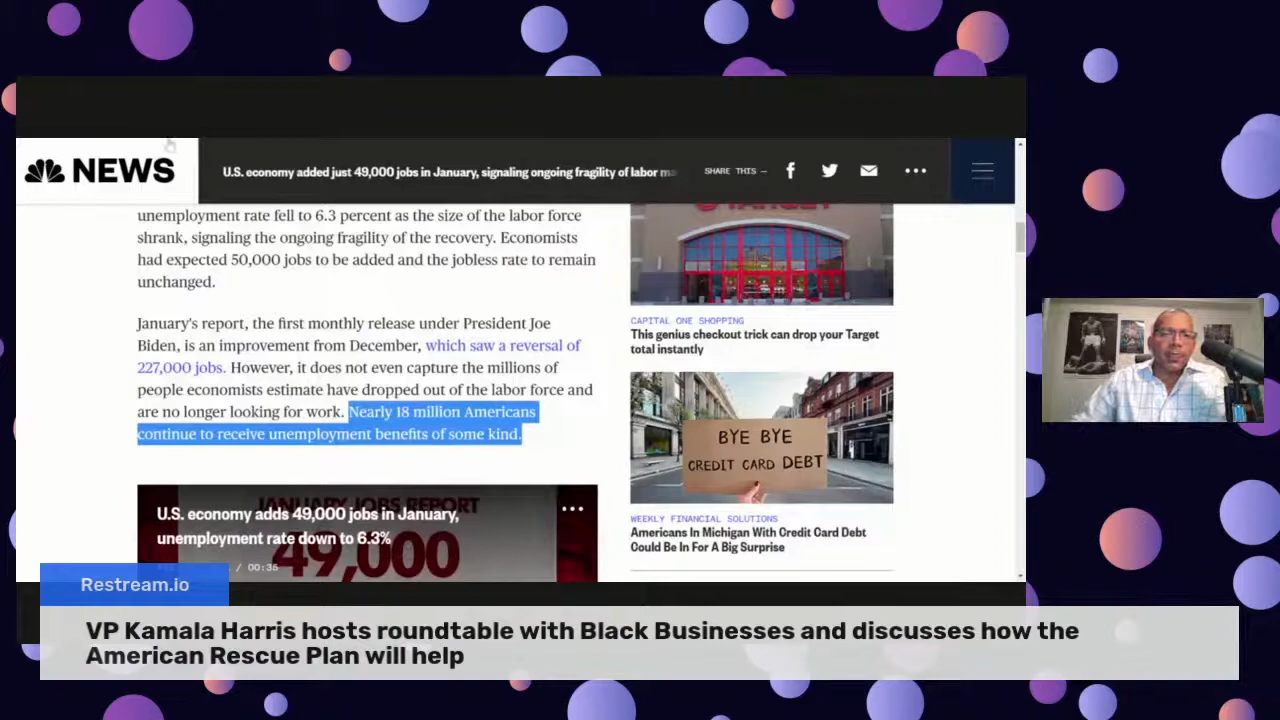 NEWS
U.S. economy added just 49,000 jobs in January, signaling ongoing fragility of labor
SHARE THIS —
unemployment rate fell to 6.3 percent as the size of the labor force
shrank, signaling the ongoing fragility of the recovery. Economists
had expected 50,000 jobs to be added and the jobless rate to remain
unchanged.
January's report, the first monthly release under President Joe
Biden, is an improvement from December, which saw a reversal of
227,000 jobs. However, it does not even capture the millions of
people economists estimate have dropped out of the labor force and
are no longer looking for work. Nearly 18 million Americans
continue to receive unemployment benefits of some kind.
JANUARY JOBS REPORT
U.S. economy adds 49,000 jobs in January,
unemployment rate down to 6.3%
49,000
/ 00:35
CAPITAL ONE SHOPPING
This genius checkout trick can drop your Target
total instantly
BYE BYE
CREDIT CARD DEBT
WEEKLY FINANCIAL SOLUTIONS
Americans In Michigan With Credit Card Debt
Could Be In For A Big Surprise
Restream.io
VP Kamala Harris hosts roundtable with Black Businesses and discusses how the
American Rescue Plan will help